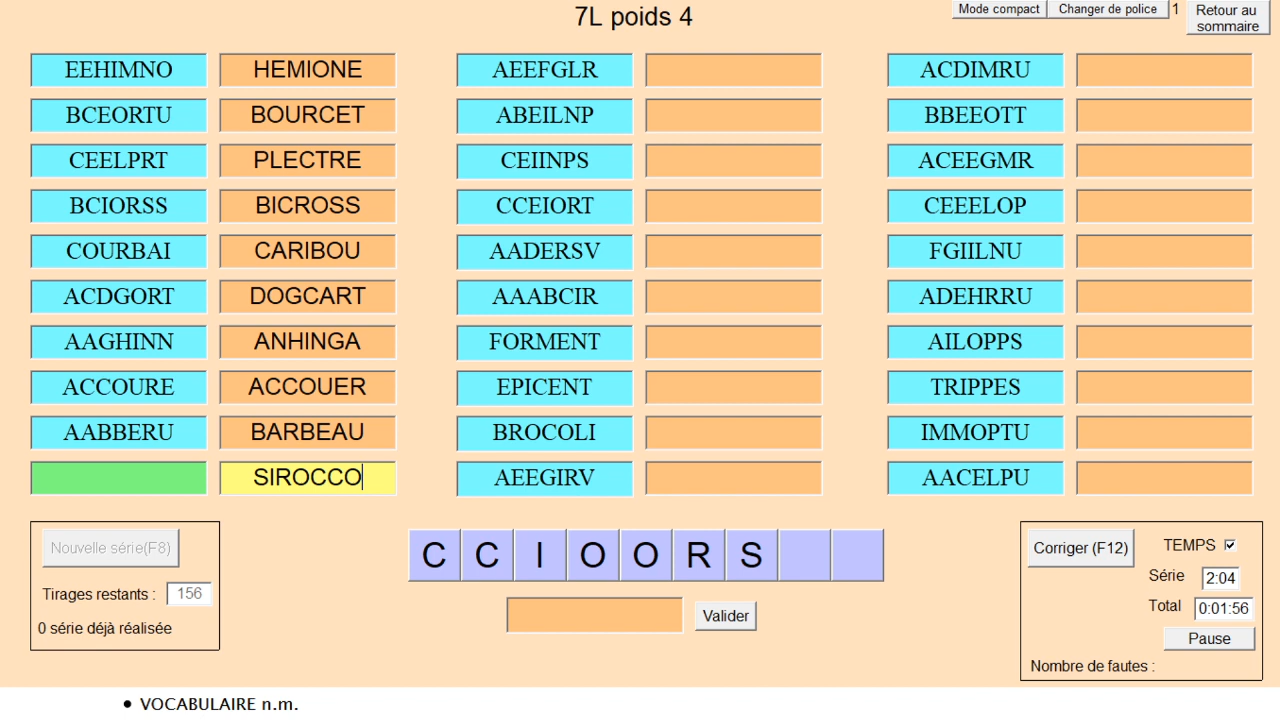 7L poids 4
Mode compact Changer de police 1 Retour au sommaire
EEHIMNO HEMIONE AEEFGLR ACDIMRU
BCEORTU BOURCET ABEILNP BBEEOTT
CEELPRT PLECTRE CEIINPS ACEEGMR
BCIORSS BICROSS CCEIORT CEEELOP
COURBAI CARIBOU AADERSV FGIILNU
ACDGORT DOGCART AAABCIR ADEHRRU
AAGHINN ANHINGA FORMENT AILOPPS
ACCOURE ACCOUER EPICENT TRIPPES
AABBERU BARBEAU BROCOLI IMMOPTU
SIROCCO AEEGIRV AACELPU
Nouvelle série(F8)
Tirages restants : 156
0 série déjà réalisée
C C I O O R S
Valider
Corriger (F12) TEMPS
Série 2:04
Total 0:01:56
Pause
Nombre de fautes :
• VOCABULAIRE n.m.